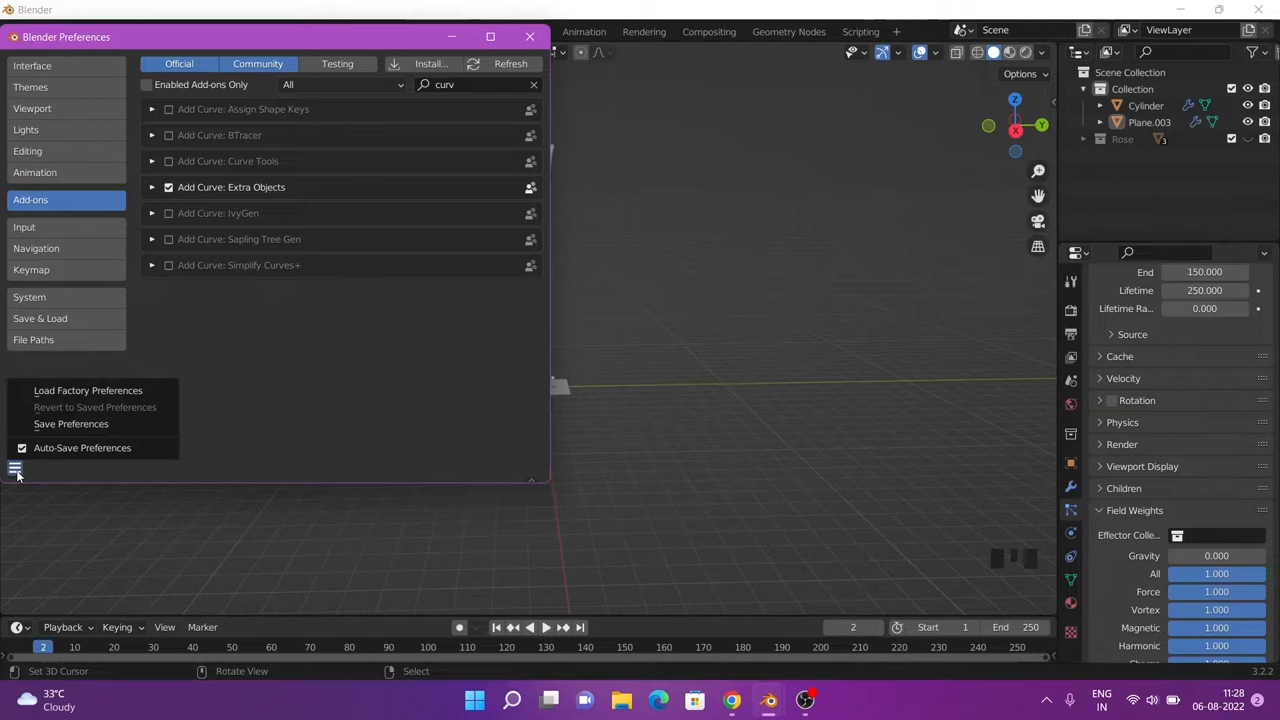 Blender
Blender Preferences
Animation Rendering Compositing Geometry Nodes Scripting + Scene ViewLayer
Interface
Themes
Viewport
Lights
Editing
Animation
Add-ons
Input
Navigation
Keymap
System
Save & Load
File Paths
Official Community Testing Install... Refresh
Enabled Add-ons Only All curv
Add Curve: Assign Shape Keys
Add Curve: BTracer
Add Curve: Curve Tools
Add Curve: Extra Objects
Add Curve: IvyGen
Add Curve: Sapling Tree Gen
Add Curve: Simplify Curves+
Load Factory Preferences
Revert to Saved Preferences
Save Preferences
Auto-Save Preferences
Options
Z
Y
X
Scene Collection
Collection
Cylinder
Plane.003
Rose 3
End 150.000
Lifetime 250.000
Lifetime Ra... 0.000
Source
Cache
Velocity
Rotation
Physics
Render
Viewport Display
Children
Field Weights
Effector Colle...
Gravity 0.000
All 1.000
Force 1.000
Vortex 1.000
Magnetic 1.000
Harmonic 1.000
Playback Keying View Marker 2 Start 1 End 250
2 10 20 30 40 50 60 70 80 90 100 110 120 130 140 150 160 170 180 190 200 210 220 230 240 250
Set 3D Cursor Rotate View Select 3.2.2
33°C
Cloudy
ENG
IN
11:28
06-08-2022
2